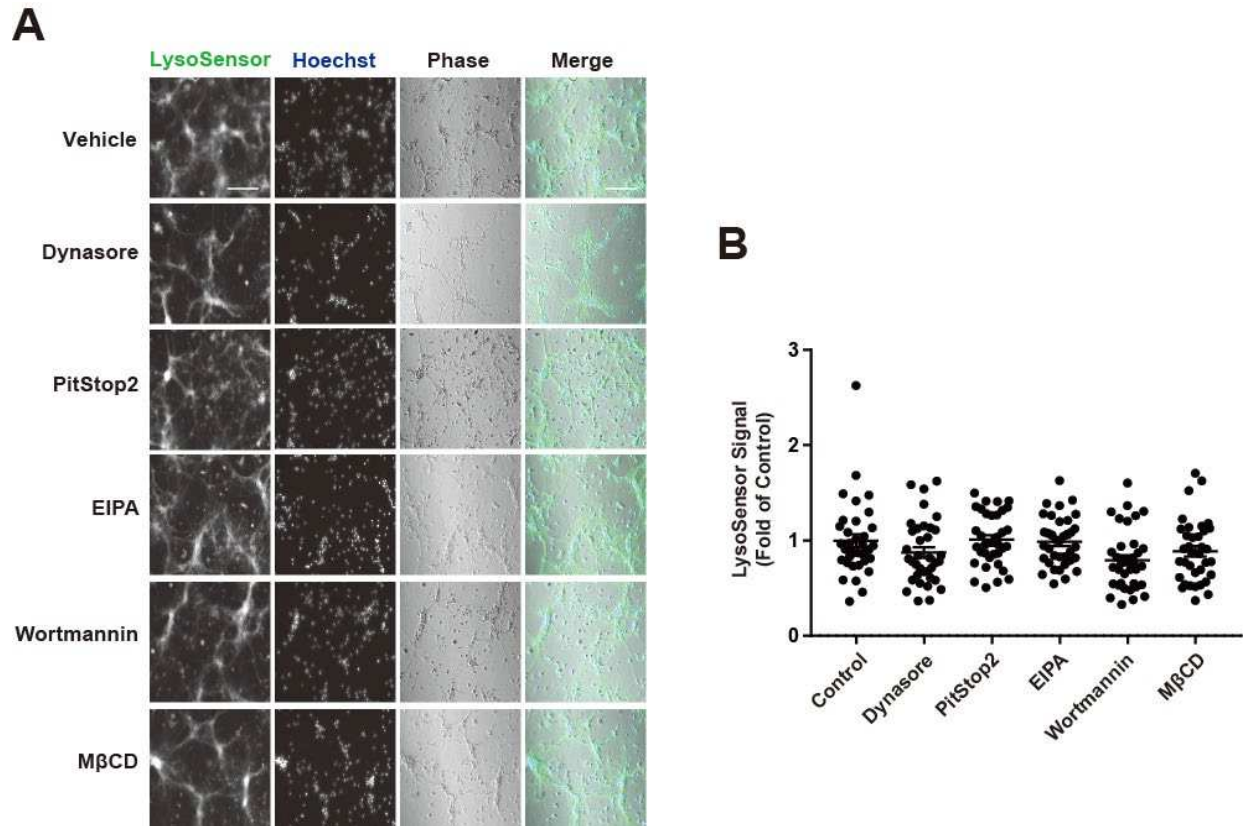 A
LysoSensor Hoechst Phase Merge
Vehicle
Dynasore
PitStop2
EIPA
Wortmannin
MβCD
B
LysoSensor Signal
(Fold of Control)
3
2
1
0
Control Dynasore PitStop2 EIPA Wortmannin MβCD